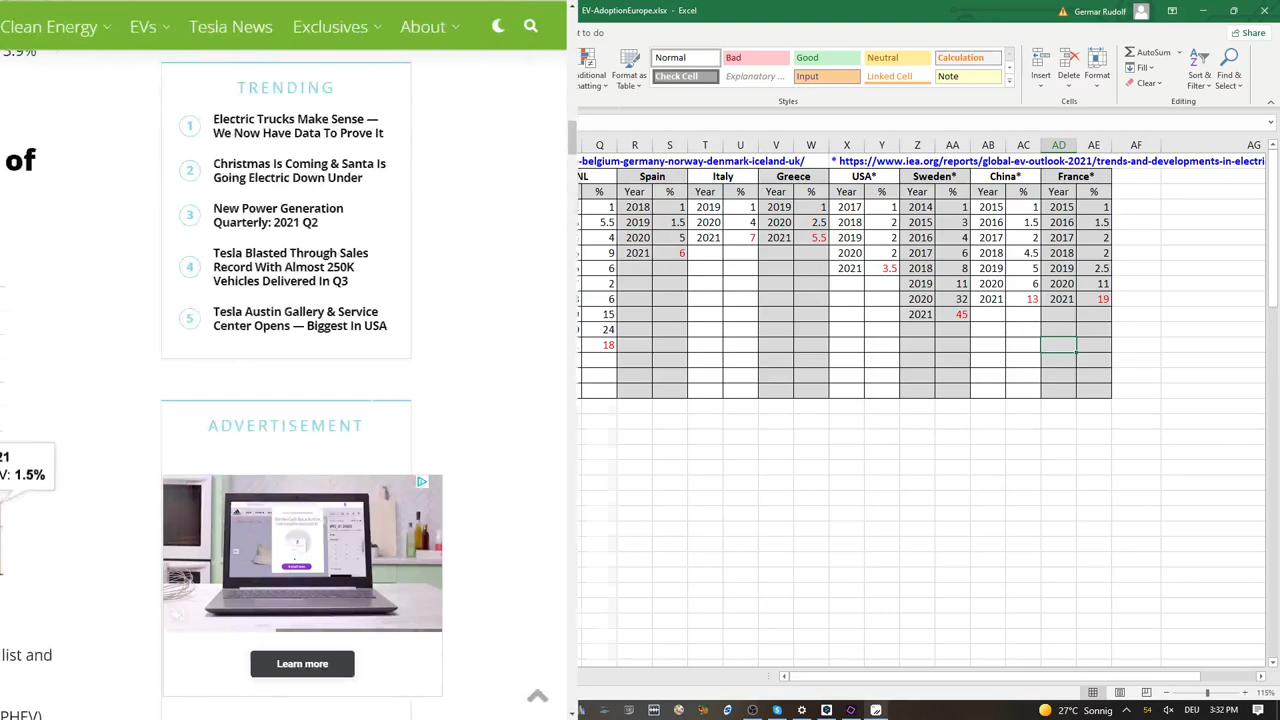 Clean Energy EVs Tesla News Exclusives About
of
TRENDING
1 Electric Trucks Make Sense —
We Now Have Data To Prove It
2 Christmas Is Coming & Santa Is
Going Electric Down Under
3 New Power Generation
Quarterly: 2021 Q2
4 Tesla Blasted Through Sales
Record With Almost 250K
Vehicles Delivered In Q3
5 Tesla Austin Gallery & Service
Center Opens — Biggest In USA
21
V: 1.5%
ADVERTISEMENT
Learn more
list and
PHEV)
EV-AdoptionEurope.xlsx - Excel
Germar Rudolf
t to do
Share
ditional
matting
Format as
Table
Normal Bad Good Neutral Calculation
Check Cell Explanatory ... Input Linked Cell Note
Styles
Insert Delete Format
Cells
AutoSum
Fill
Clear
Sort &
Filter
Find &
Select
Editing
Q R S T U V W X Y Z AA AB AC AD AE AF AG
-belgium-germany-norway-denmark-iceland-uk/ * https://www.iea.org/reports/global-ev-outlook-2021/trends-and-developments-in-electri
NL Spain Italy Greece USA* Sweden* China* France*
% Year % Year % Year % Year % Year % Year % Year %
1 2018 1 2019 1 2019 1 2017 1 2014 1 2015 1 2015 1
5.5 2019 1.5 2020 4 2020 2.5 2018 2 2015 3 2016 1.5 2016 1.5
4 2020 5 2021 7 2021 5.5 2019 2 2016 4 2017 2 2017 2
9 2021 6 2020 2 2017 6 2018 4.5 2018 2
6 2021 3.5 2018 8 2019 5 2019 2.5
2 2019 11 2020 6 2020 11
6 2020 32 2021 13 2021 19
15 2021 45
24
18
115%
27°C Sonnig 54 DEU 3:32 PM